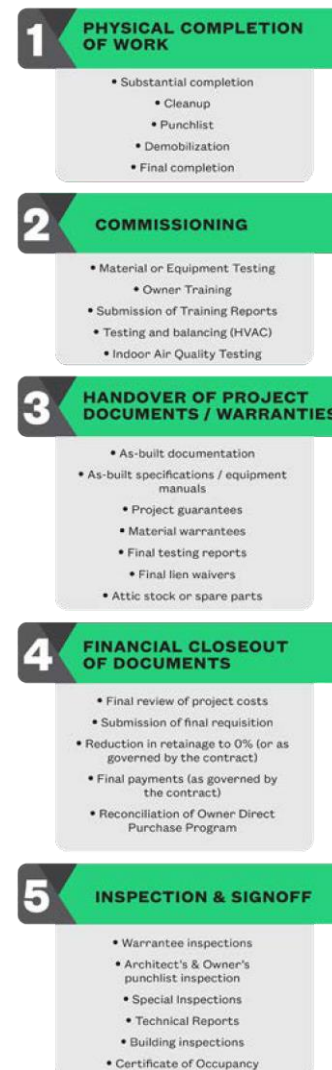 1
PHYSICAL COMPLETION
OF WORK
• Substantial completion
• Cleanup
• Punchlist
• Demobilization
• Final completion
2
COMMISSIONING
• Material or Equipment Testing
• Owner Training
• Submission of Training Reports
• Testing and balancing (HVAC)
• Indoor Air Quality Testing
3
HANDOVER OF PROJECT
DOCUMENTS / WARRANTIES
• As-built documentation
• As-built specifications / equipment
manuals
• Project guarantees
• Material warrantees
• Final testing reports
• Final lien waivers
• Attic stock or spare parts
4
FINANCIAL CLOSEOUT
OF DOCUMENTS
• Final review of project costs
• Submission of final requisition
• Reduction in retainage to 0% (or as
governed by the contract)
• Final payments (as governed by
the contract)
• Reconciliation of Owner Direct
Purchase Program
5
INSPECTION & SIGNOFF
• Warrantee inspections
• Architect's & Owner's
punchlist inspection
• Special Inspections
• Technical Reports
• Building inspections
• Certificate of Occupancy